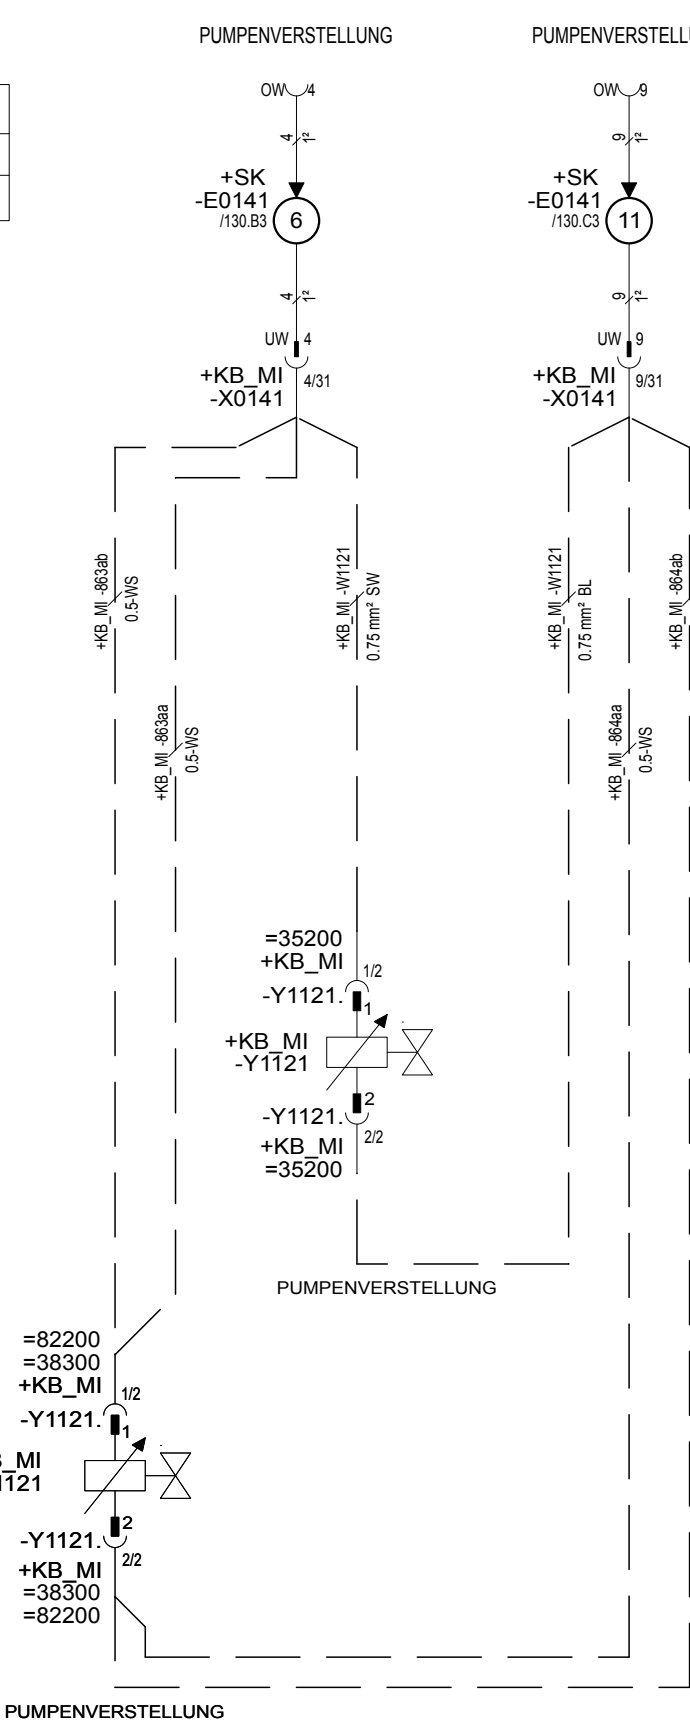 PUMPENVERSTELLUNG
OW 4
4 1²
+SK
-E0141
/130.B3
6
4 1²
UW 4
+KB_MI
-X0141
4/31
OW 9
9 1²
+SK
-E0141
/130.C3
11
9 1²
UW 9
+KB_MI
-X0141
9/31
+KB_MI -863ab
0.5-WS
+KB_MI -W1121
0.75 mm² SW
+KB_MI -W1121
0.75 mm² BL
+KB_MI -864ab
+KB_MI -863aa
0.5-WS
+KB_MI -864aa
0.5-WS
=35200
+KB_MI
1/2
-Y1121.
1
+KB_MI
-Y1121
2
-Y1121.
2/2
+KB_MI
=35200
PUMPENVERSTELLUNG
=82200
=38300
+KB_MI
1/2
-Y1121.
1
_MI
1121
2
-Y1121.
2/2
+KB_MI
=38300
=82200
PUMPENVERSTELLUNG